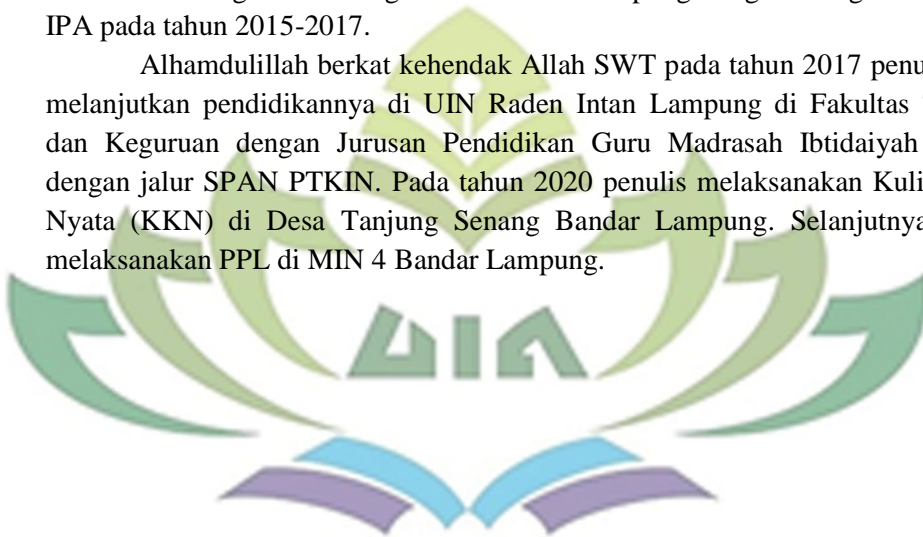 IPA pada tahun 2015-2017.
Alhamdulillah berkat kehendak Allah SWT pada tahun 2017
melanjutkan pendidikannya di UIN Raden Intan Lampung di Fakultas
dan Keguruan dengan Jurusan Pendidikan Guru Madrasah Ibtidaiyah
dengan jalur SPAN PTKIN. Pada tahun 2020 penulis melaksanakan
Nyata (KKN) di Desa Tanjung Senang Bandar Lampung. Selanjutnya
melaksanakan PPL di MIN 4 Bandar Lampung.
UIN